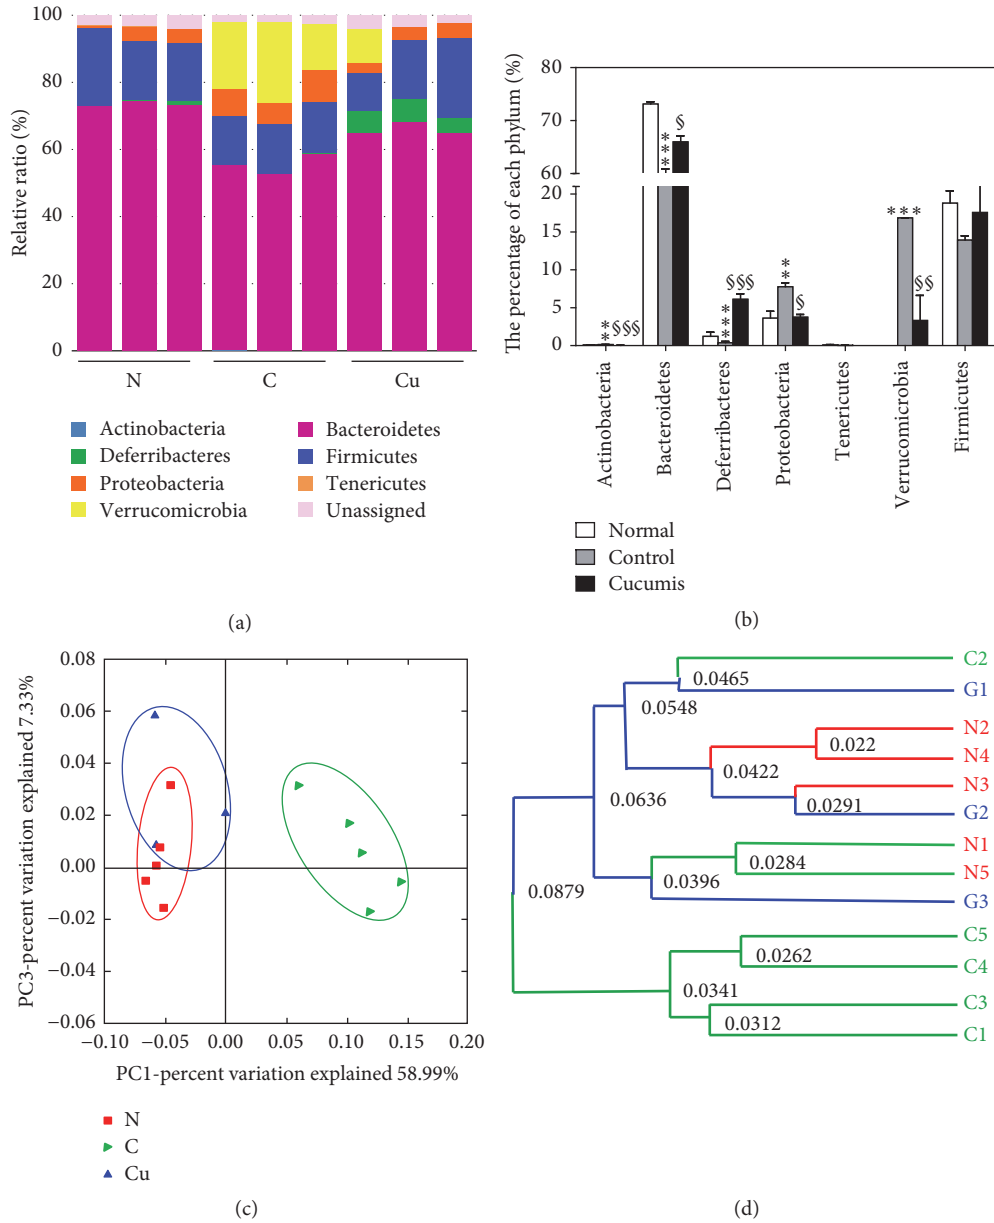 Relative ratio (%)
100
80
60
40
20
0
N
C
Cu
Actinobacteria
Deferribacteres
Proteobacteria
Verrucomicrobia
Bacteroidetes
Firmicutes
Tenericutes
Unassigned
(a)
The percentage of each phylum (%)
80
70
60
20
15
10
5
0
**
§§§
***
§
***
§§§
**
§
***
§§
Actinobacteria
Bacteroidetes
Deferribacteres
Proteobacteria
Tenericutes
Verrucomicrobia
Firmicutes
Normal
Control
Cucumis
(b)
PC3-percent variation explained 7.33%
0.08
0.06
0.04
0.02
0.00
−0.02
−0.04
−0.06
−0.10 −0.05 0.00 0.05 0.10 0.15 0.20
PC1-percent variation explained 58.99%
N
C
Cu
(c)
C2
0.0465
G1
0.0548
N2
0.022
N4
0.0422
N3
0.0636
0.0291
G2
N1
0.0284
N5
0.0396
0.0879
G3
C5
0.0262
C4
0.0341
C3
0.0312
C1
(d)